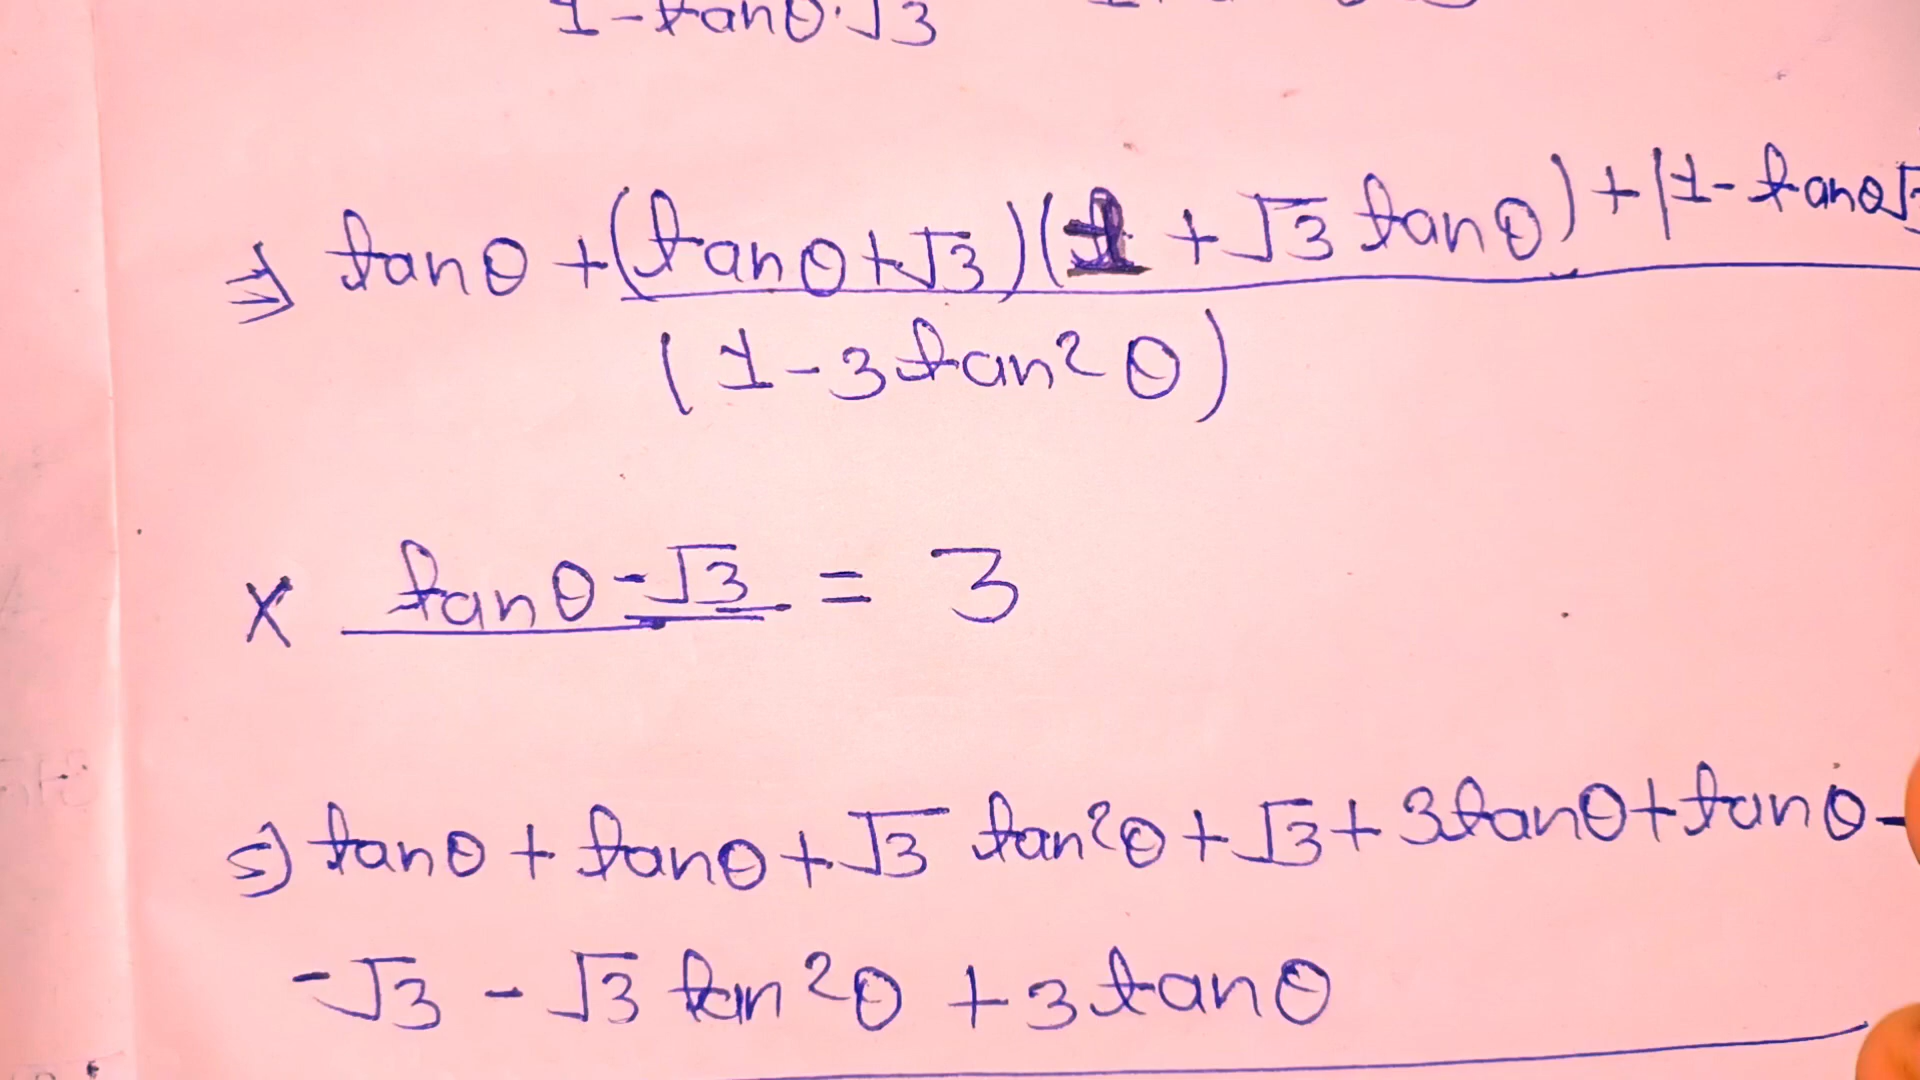 1-tanθ.√3
⇒ tanθ + (tanθ+√3)(1 + √3 tanθ) + (1 - tanθ√3
(1-3tan²θ)
× tanθ-√3 = 3
⇒ tanθ + tanθ + √3 tan²θ + √3 + 3tanθ + tanθ -
-√3 - √3 tan²θ + 3tanθ